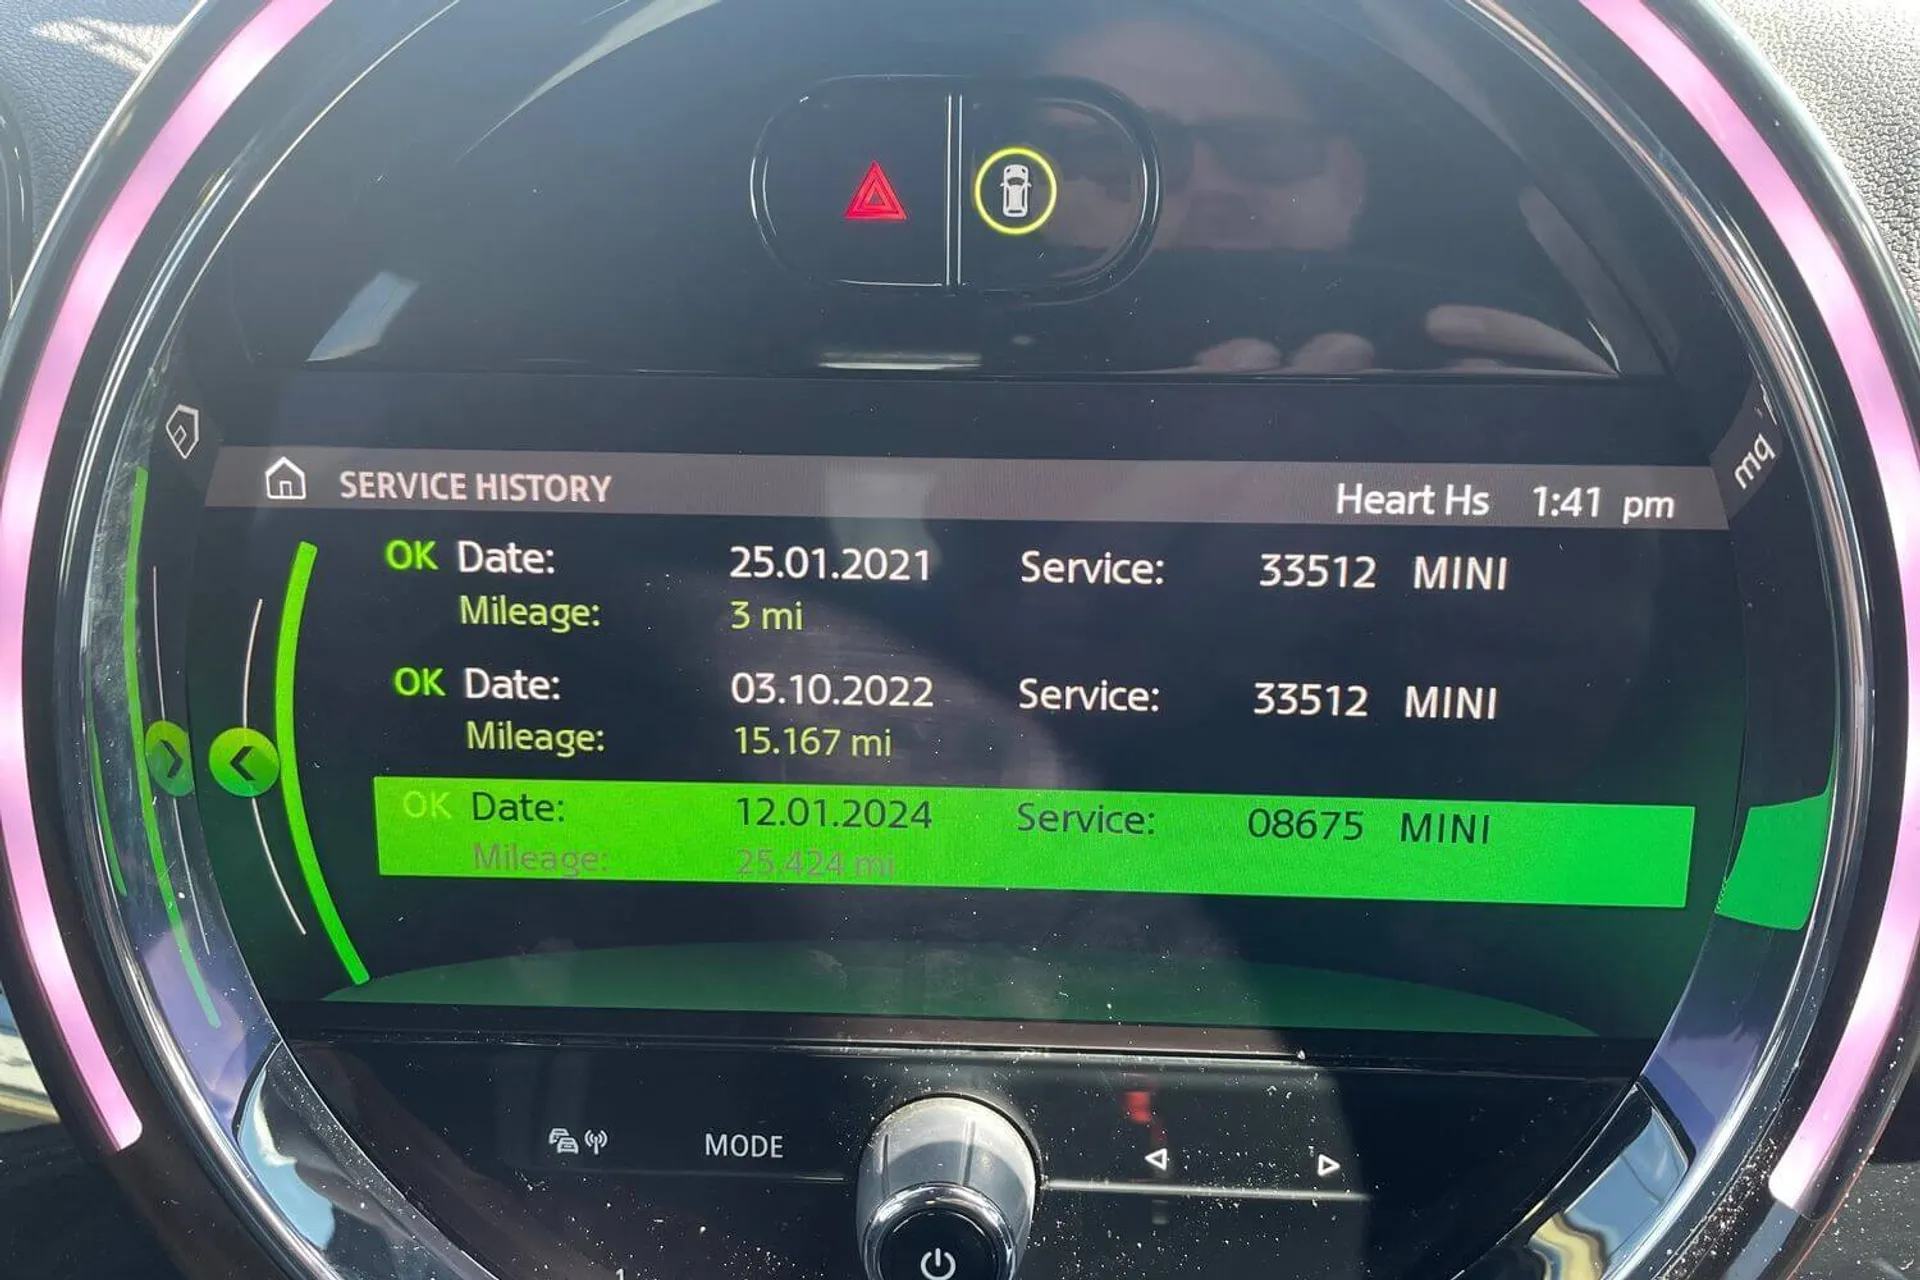 SERVICE HISTORY Heart Hs 1:41 pm
OK Date: 25.01.2021 Service: 33512 MINI
Mileage: 3 mi
OK Date: 03.10.2022 Service: 33512 MINI
Mileage: 15.167 mi
OK Date: 12.01.2024 Service: 08675 MINI
Mileage: 25.424 mi
MODE
1